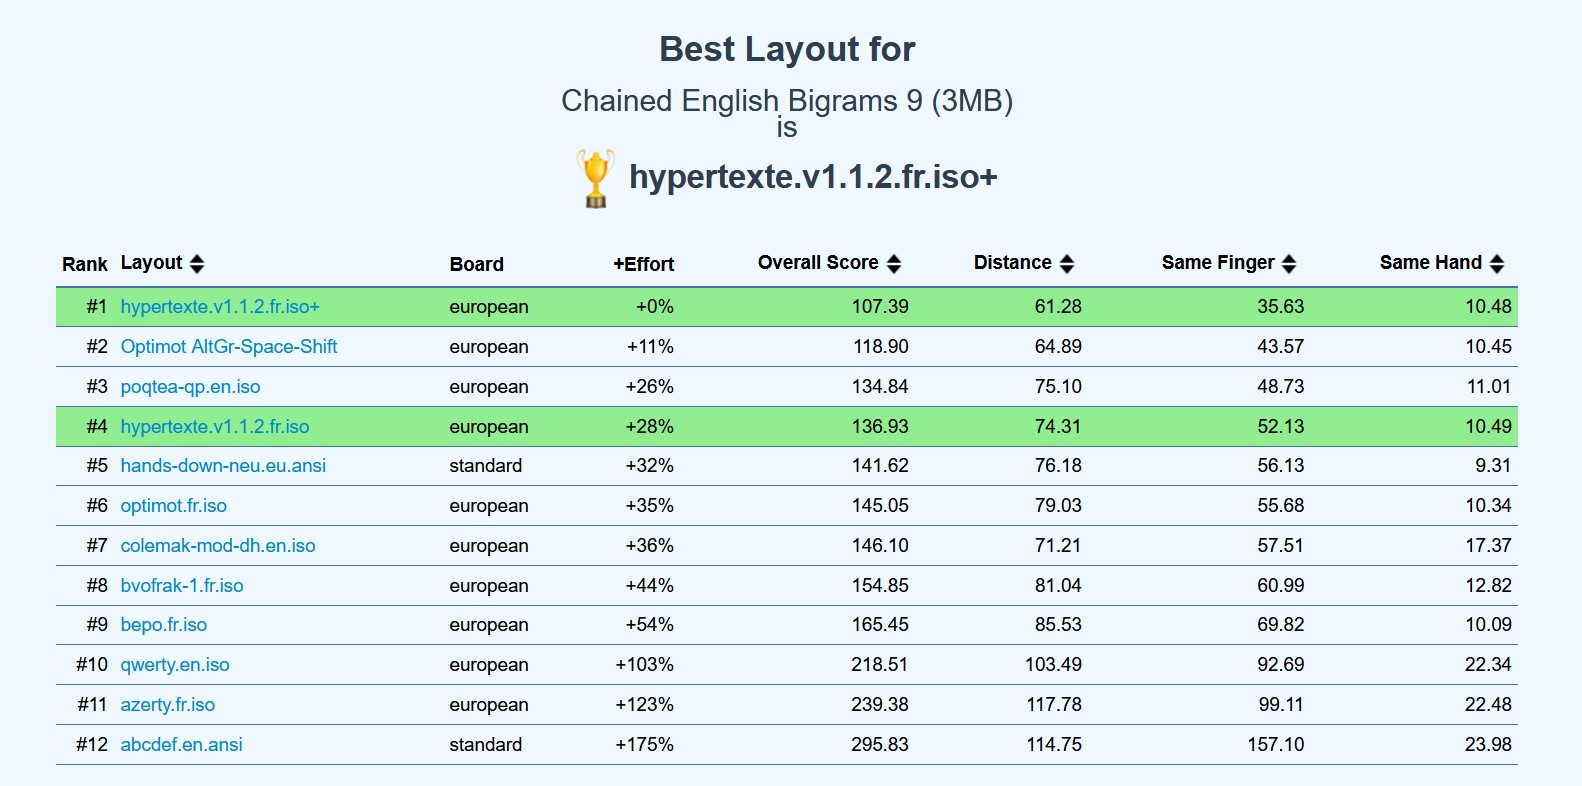 Best Layout for
Chained English Bigrams 9 (3MB)
is
hypertexte.v1.1.2.fr.iso+
Rank Layout Board +Effort Overall Score Distance Same Finger Same Hand
#1 hypertexte.v1.1.2.fr.iso+ european +0% 107.39 61.28 35.63 10.48
#2 Optimot AltGr-Space-Shift european +11% 118.90 64.89 43.57 10.45
#3 poqtea-qp.en.iso european +26% 134.84 75.10 48.73 11.01
#4 hypertexte.v1.1.2.fr.iso european +28% 136.93 74.31 52.13 10.49
#5 hands-down-neu.eu.ansi standard +32% 141.62 76.18 56.13 9.31
#6 optimot.fr.iso european +35% 145.05 79.03 55.68 10.34
#7 colemak-mod-dh.en.iso european +36% 146.10 71.21 57.51 17.37
#8 bvofrak-1.fr.iso european +44% 154.85 81.04 60.99 12.82
#9 bepo.fr.iso european +54% 165.45 85.53 69.82 10.09
#10 qwerty.en.iso european +103% 218.51 103.49 92.69 22.34
#11 azerty.fr.iso european +123% 239.38 117.78 99.11 22.48
#12 abcdef.en.ansi standard +175% 295.83 114.75 157.10 23.98